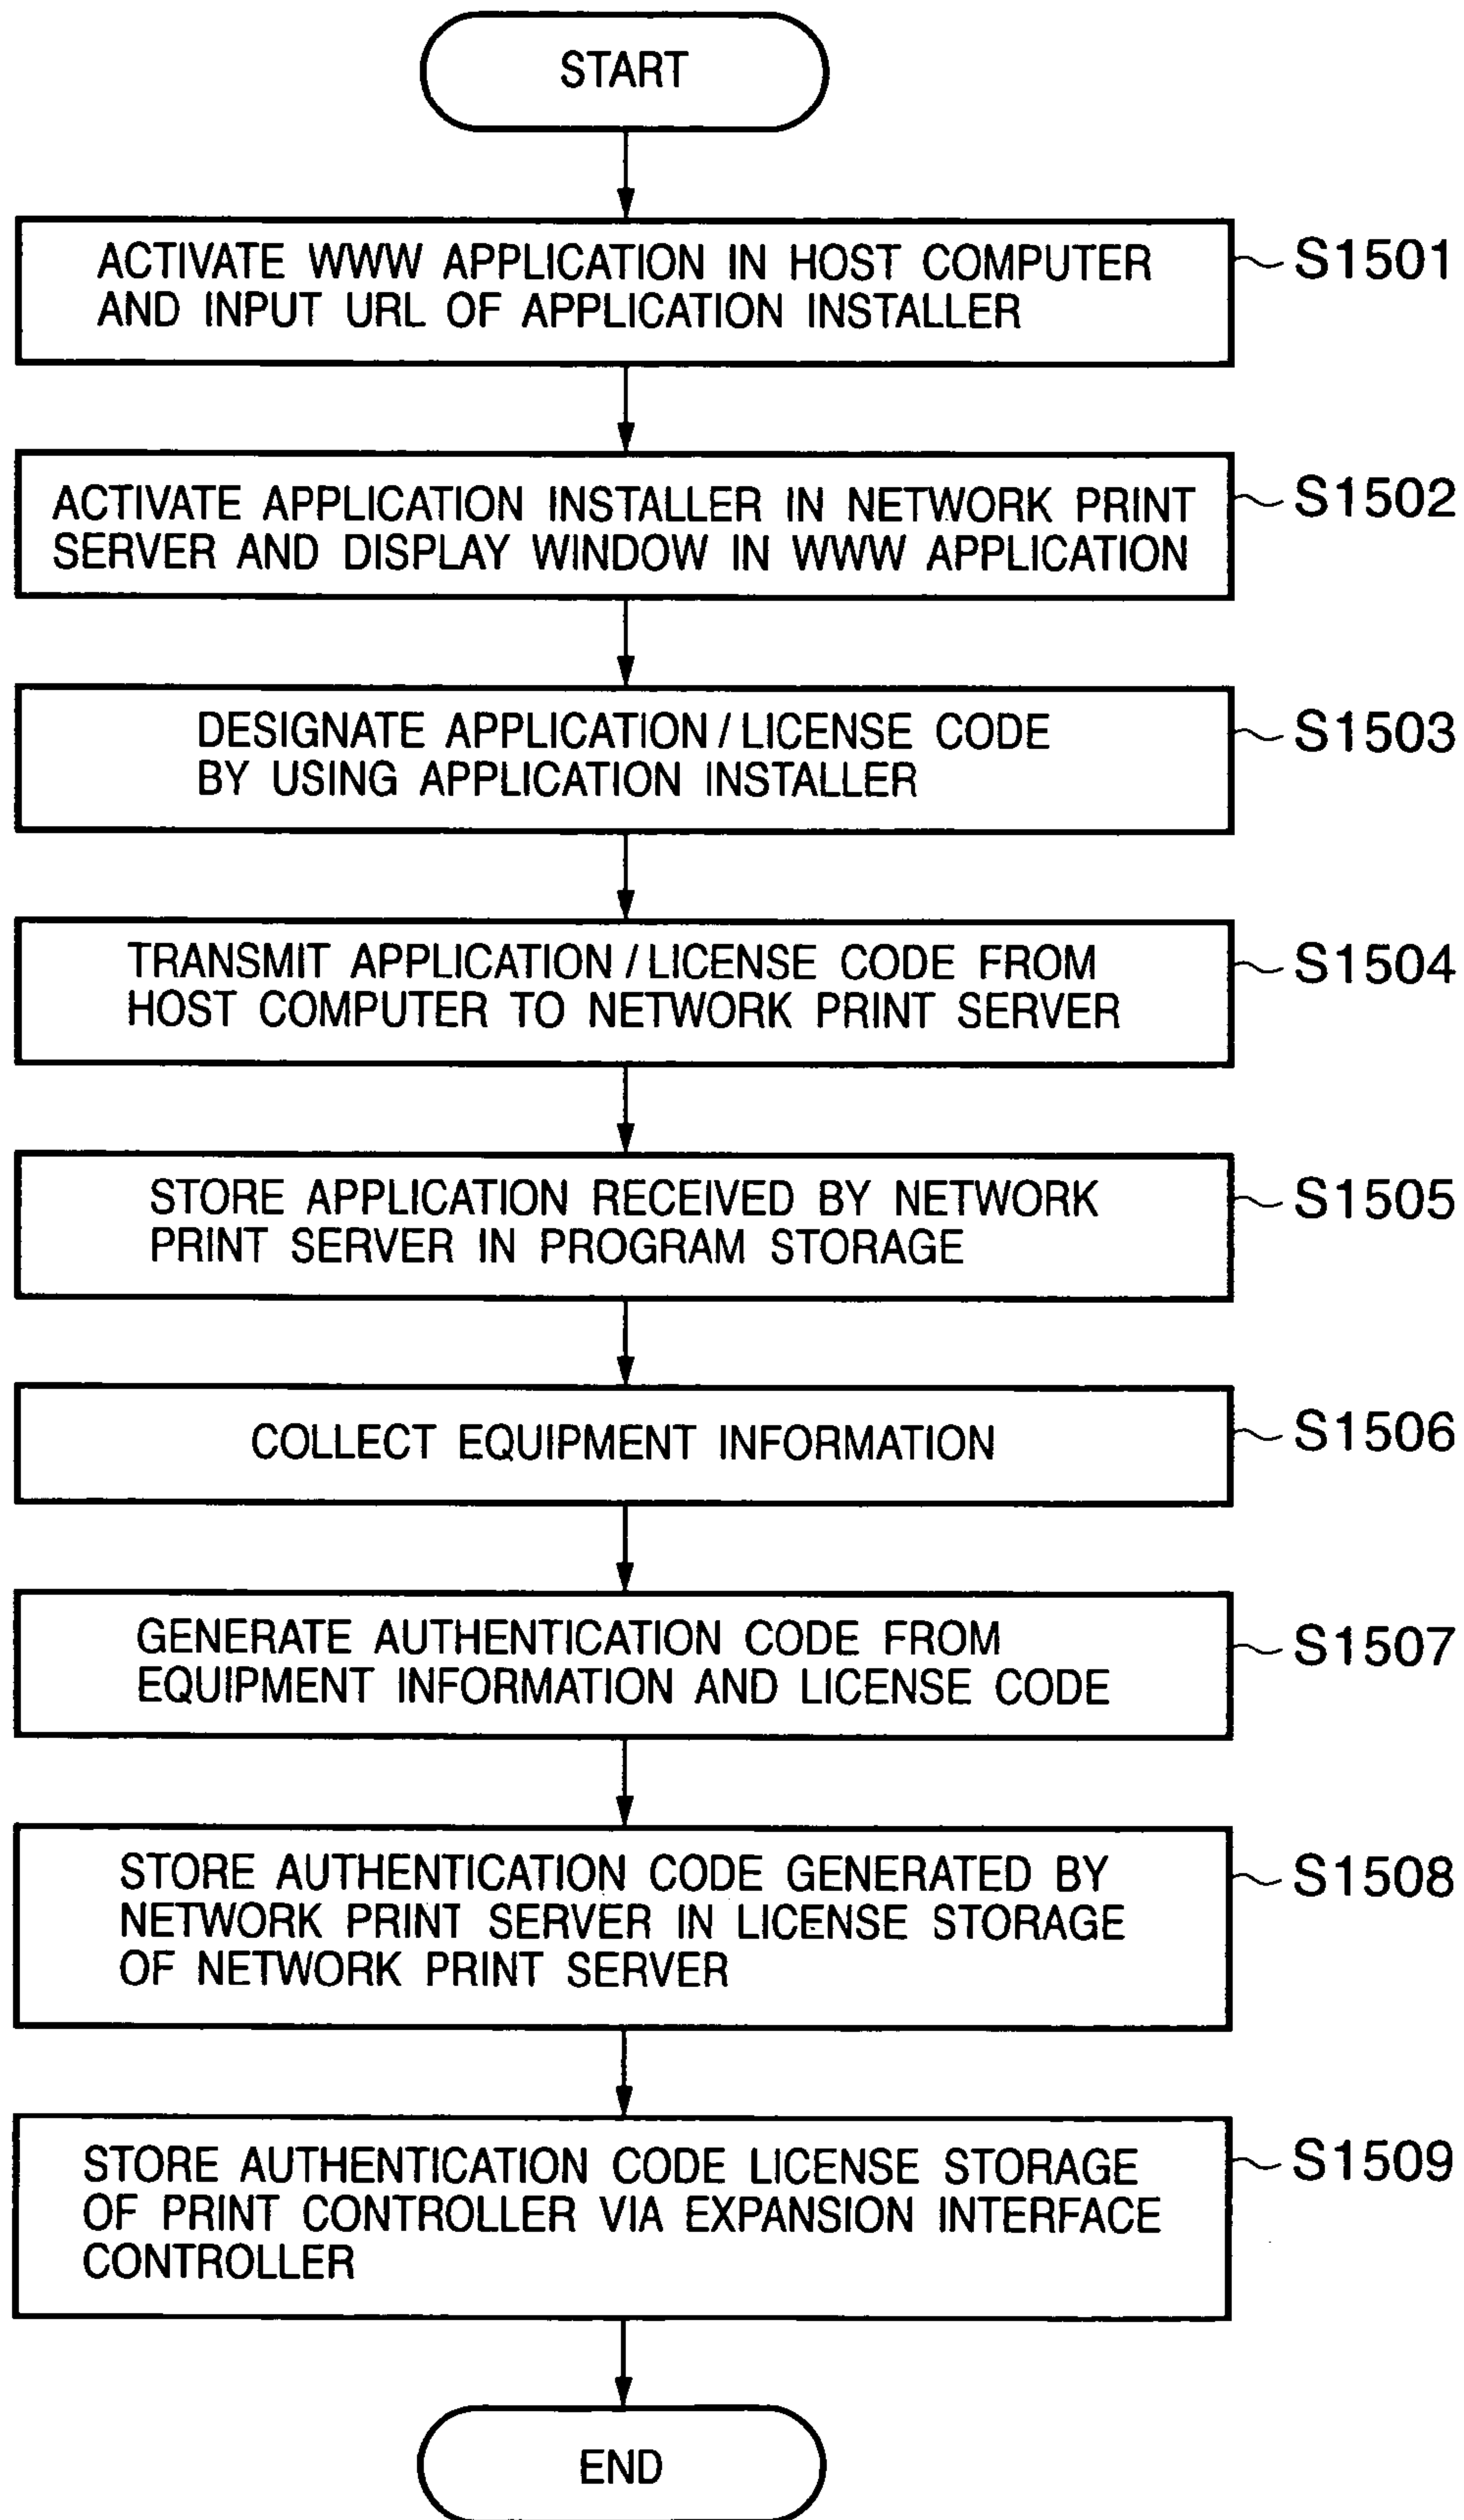 START
ACTIVATE WWW APPLICATION IN HOST COMPUTER
AND INPUT URL OF APPLICATION INSTALLER
S1501
ACTIVATE APPLICATION INSTALLER IN NETWORK PRINT
SERVER AND DISPLAY WINDOW IN WWW APPLICATION
S1502
DESIGNATE APPLICATION/LICENSE CODE
BY USING APPLICATION INSTALLER
S1503
TRANSMIT APPLICATION/LICENSE CODE FROM
HOST COMPUTER TO NETWORK PRINT SERVER
S1504
STORE APPLICATION RECEIVED BY NETWORK
PRINT SERVER IN PROGRAM STORAGE
S1505
COLLECT EQUIPMENT INFORMATION
S1506
GENERATE AUTHENTICATION CODE FROM
EQUIPMENT INFORMATION AND LICENSE CODE
S1507
STORE AUTHENTICATION CODE GENERATED BY
NETWORK PRINT SERVER IN LICENSE STORAGE
OF NETWORK PRINT SERVER
S1508
STORE AUTHENTICATION CODE LICENSE STORAGE
OF PRINT CONTROLLER VIA EXPANSION INTERFACE
CONTROLLER
S1509
END